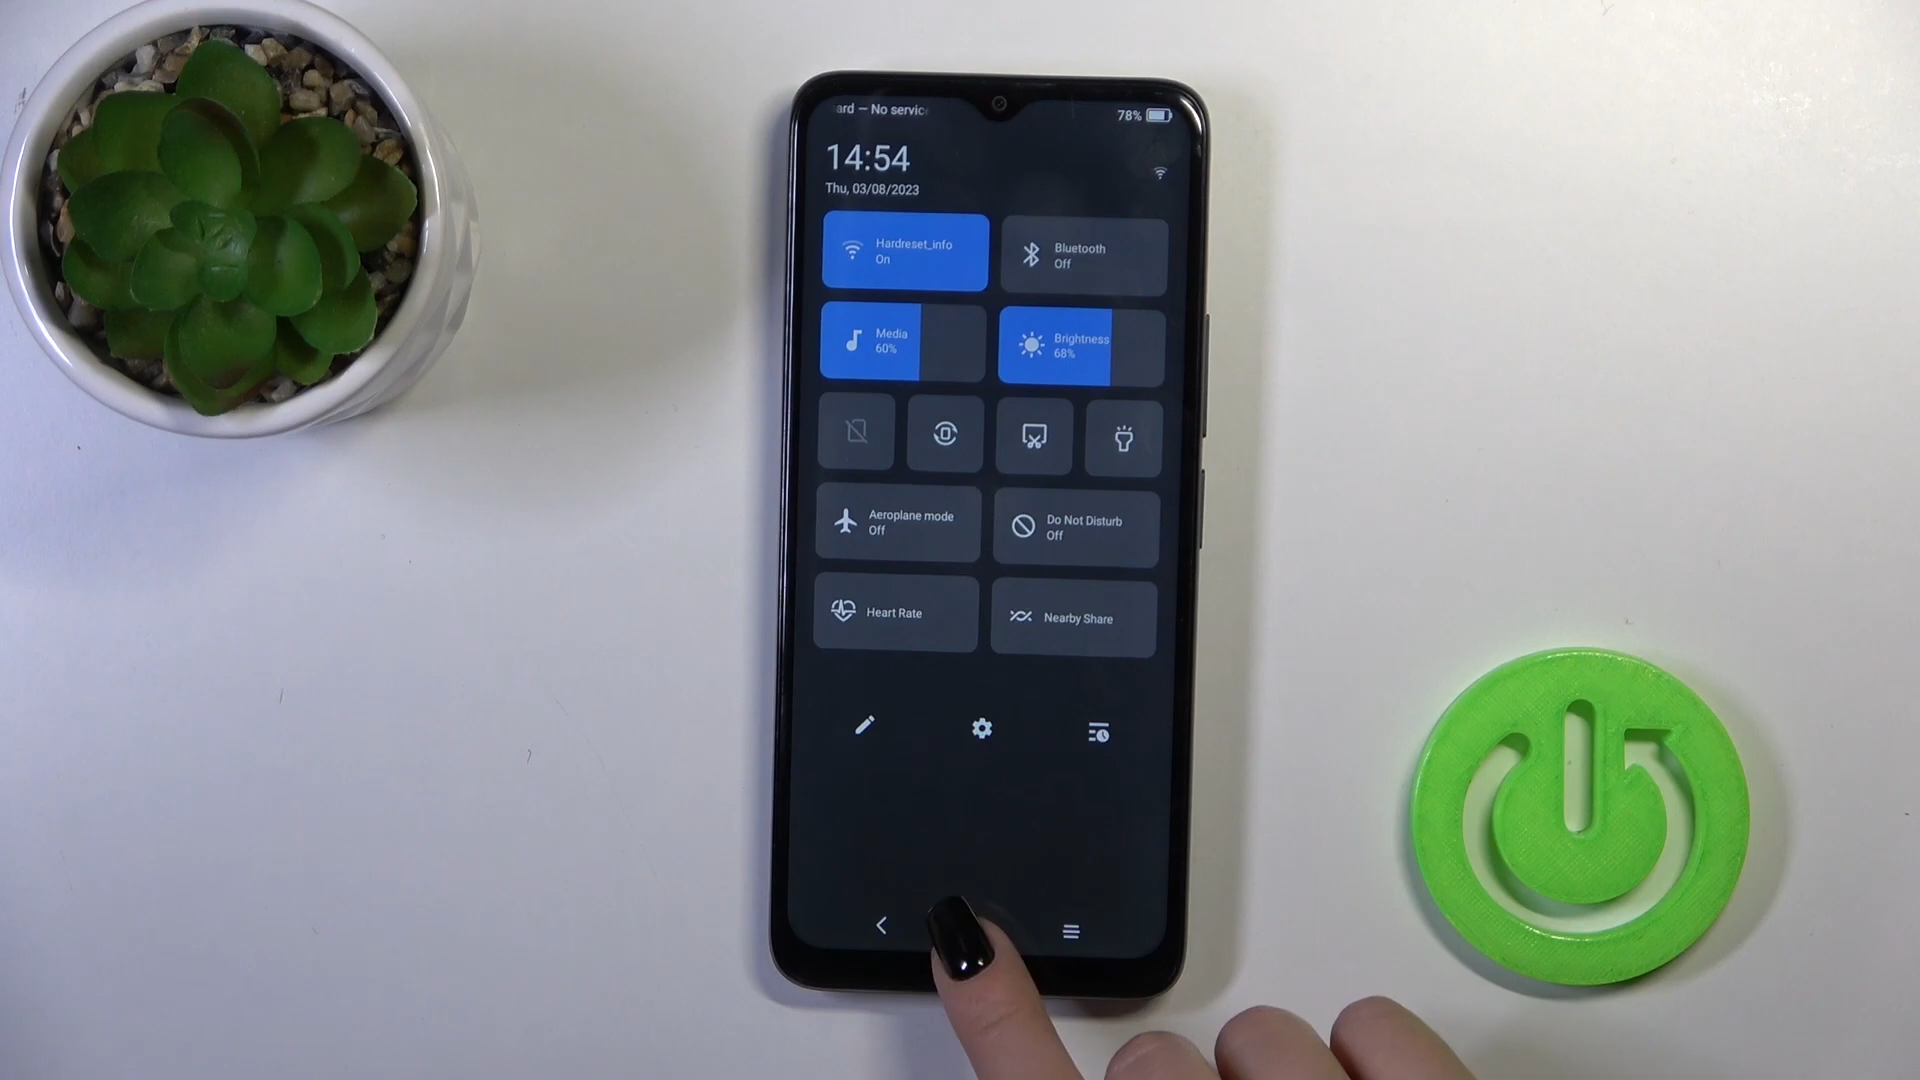 ard — No service
78%
14:54
Thu, 03/08/2023
Hardreset_info
On
Bluetooth
Off
Media
60%
Brightness
68%
Aeroplane mode
Off
Do Not Disturb
Off
Heart Rate
Nearby Share